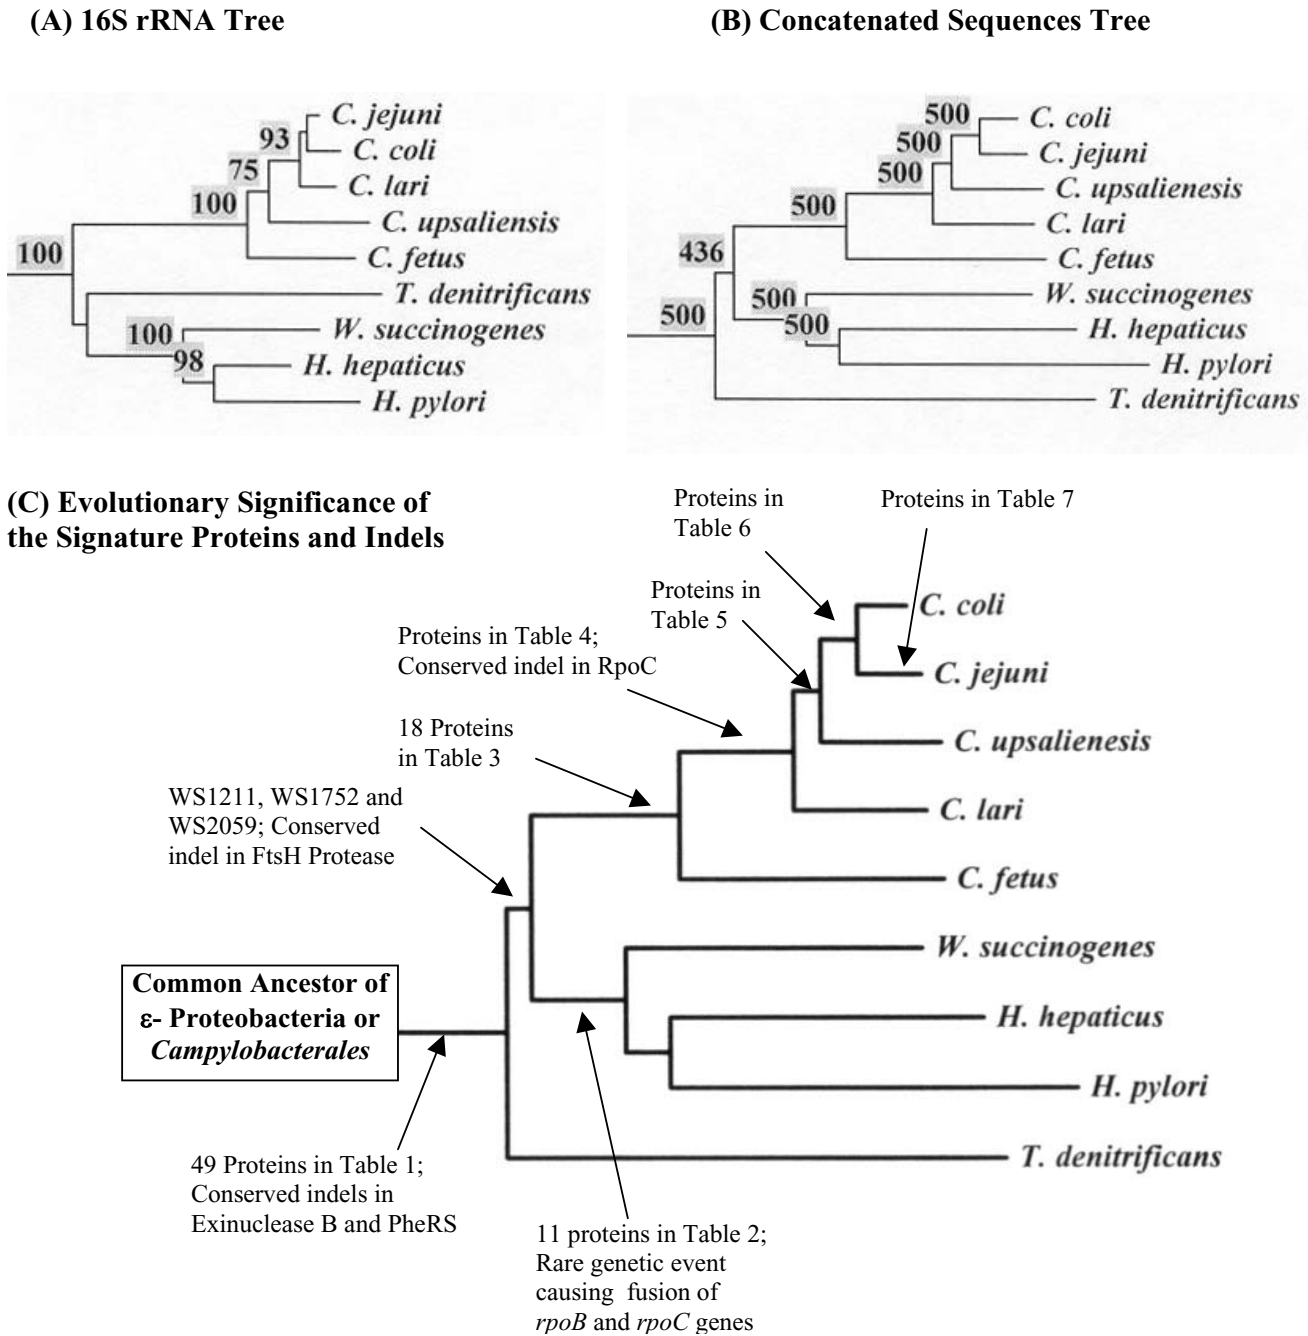 (A) 16S rRNA Tree
(B) Concatenated Sequences Tree
C. jejuni
93
C. coli
75
C. lari
100
C. upsaliensis
100
C. fetus
T. denitrificans
100
W. succinogenes
98
H. hepaticus
H. pylori
500
C. coli
500
C. jejuni
500
C. upsalienesis
500
C. lari
436
C. fetus
500
W. succinogenes
500
500
H. hepaticus
H. pylori
T. denitrificans
(C) Evolutionary Significance of
the Signature Proteins and Indels
Proteins in
Table 6
Proteins in Table 7
Proteins in
Table 5
Proteins in Table 4;
Conserved indel in RpoC
18 Proteins
in Table 3
WS1211, WS1752 and
WS2059; Conserved
indel in FtsH Protease
C. coli
C. jejuni
C. upsalienesis
C. lari
C. fetus
W. succinogenes
H. hepaticus
H. pylori
T. denitrificans
Common Ancestor of
ε- Proteobacteria or
Campylobacterales
49 Proteins in Table 1;
Conserved indels in
Exinuclease B and PheRS
11 proteins in Table 2;
Rare genetic event
causing fusion of
rpoB and rpoC genes